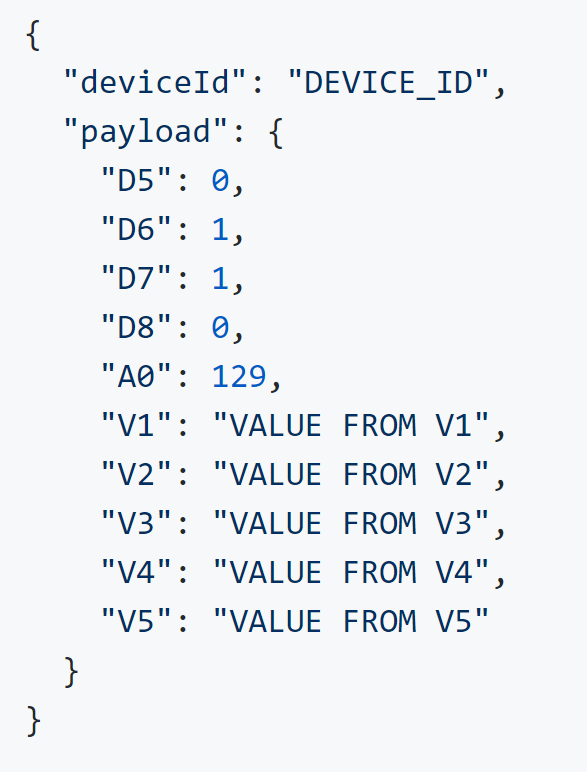 {
  "deviceId": "DEVICE_ID",
  "payload": {
    "D5": 0,
    "D6": 1,
    "D7": 1,
    "D8": 0,
    "A0": 129,
    "V1": "VALUE FROM V1",
    "V2": "VALUE FROM V2",
    "V3": "VALUE FROM V3",
    "V4": "VALUE FROM V4",
    "V5": "VALUE FROM V5"
  }
}